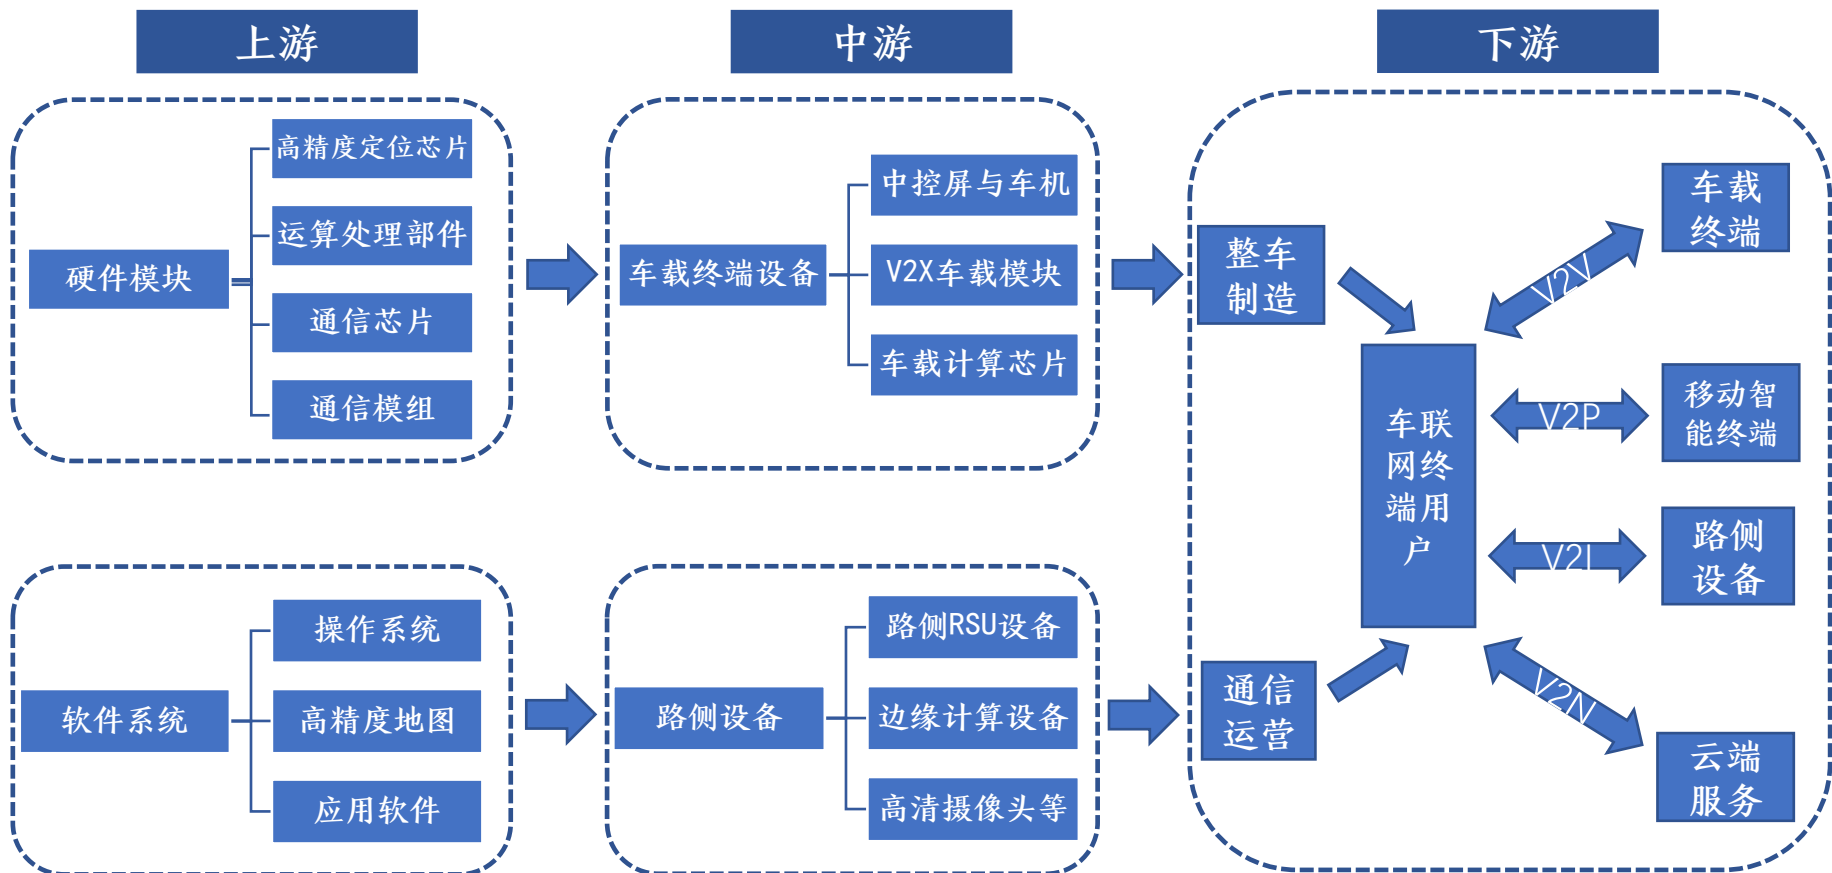 上游
中游
下游
硬件模块
高精度定位芯片
运算处理部件
通信芯片
通信模组
车载终端设备
中控屏与车机
V2X车载模块
车载计算芯片
软件系统
操作系统
高精度地图
应用软件
路侧设备
路侧RSU设备
边缘计算设备
高清摄像头等
整车
制造
通信
运营
车联
网终
端用
户
V2V
车载
终端
V2P
移动智
能终端
V2I
路侧
设备
V2N
云端
服务